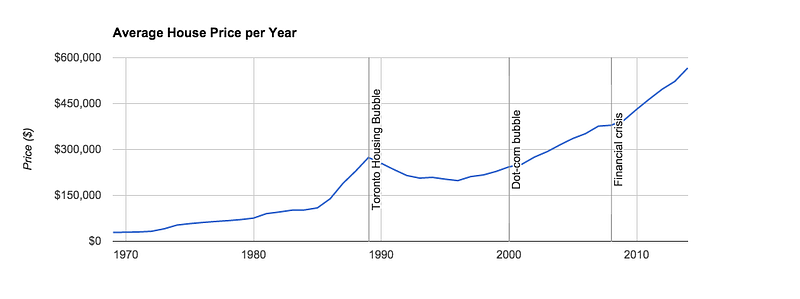 Average House Price per Year
$600,000
$450,000
$300,000
$150,000
$0
Price ($)
Toronto Housing Bubble
Dot-com bubble
Financial crisis
1970
1980
1990
2000
2010